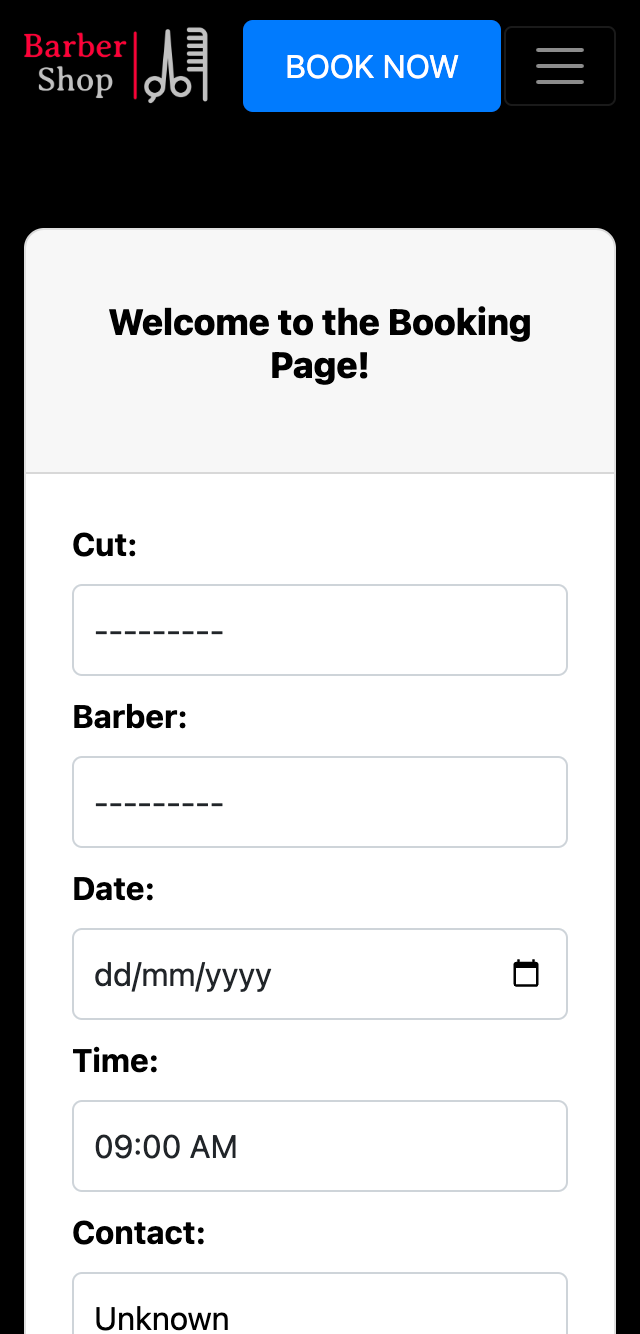 Barber
Shop
BOOK NOW
Welcome to the Booking
Page!
Cut:
---------
Barber:
---------
Date:
dd/mm/yyyy
Time:
09:00 AM
Contact:
Unknown